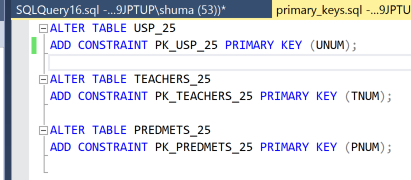 SQLQuery16.sql -...9JPTUP\shuma (53))*
primary_keys.sql -...9JPTUP
ALTER TABLE USP_25
ADD CONSTRAINT PK_USP_25 PRIMARY KEY (UNUM);
ALTER TABLE TEACHERS_25
ADD CONSTRAINT PK_TEACHERS_25 PRIMARY KEY (TNUM);
ALTER TABLE PREDMETS_25
ADD CONSTRAINT PK_PREDMETS_25 PRIMARY KEY (PNUM);